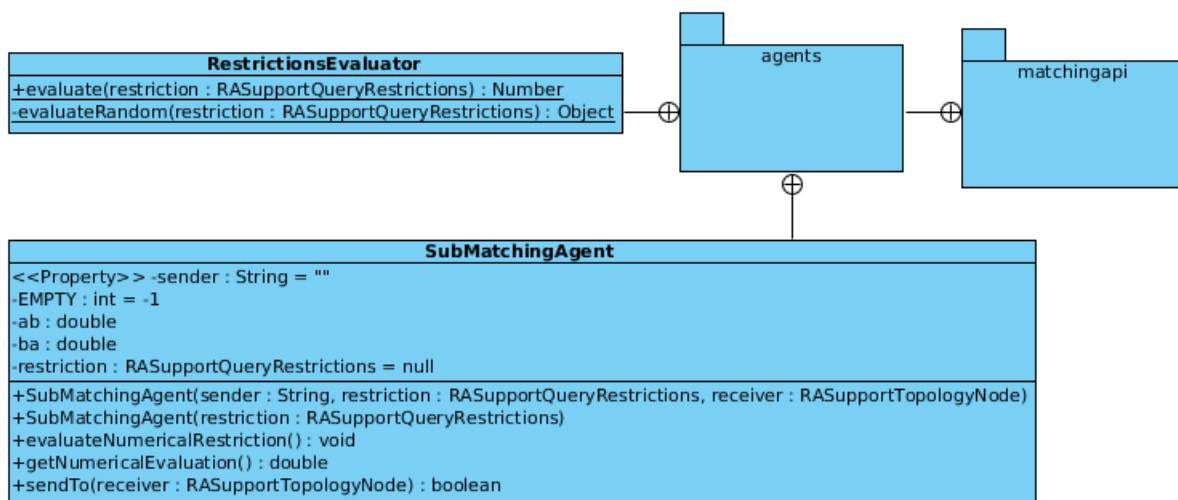 RestrictionsEvaluator
+evaluate(restriction : RASupportQueryRestrictions) : Number
-evaluateRandom(restriction : RASupportQueryRestrictions) : Object
agents
matchingapi
SubMatchingAgent
<<Property>> -sender : String = ""
-EMPTY : int = -1
-ab : double
-ba : double
-restriction : RASupportQueryRestrictions = null
+SubMatchingAgent(sender : String, restriction : RASupportQueryRestrictions, receiver : RASupportTopologyNode)
+SubMatchingAgent(restriction : RASupportQueryRestrictions)
+evaluateNumericalRestriction() : void
+getNumericalEvaluation() : double
+sendTo(receiver : RASupportTopologyNode) : boolean